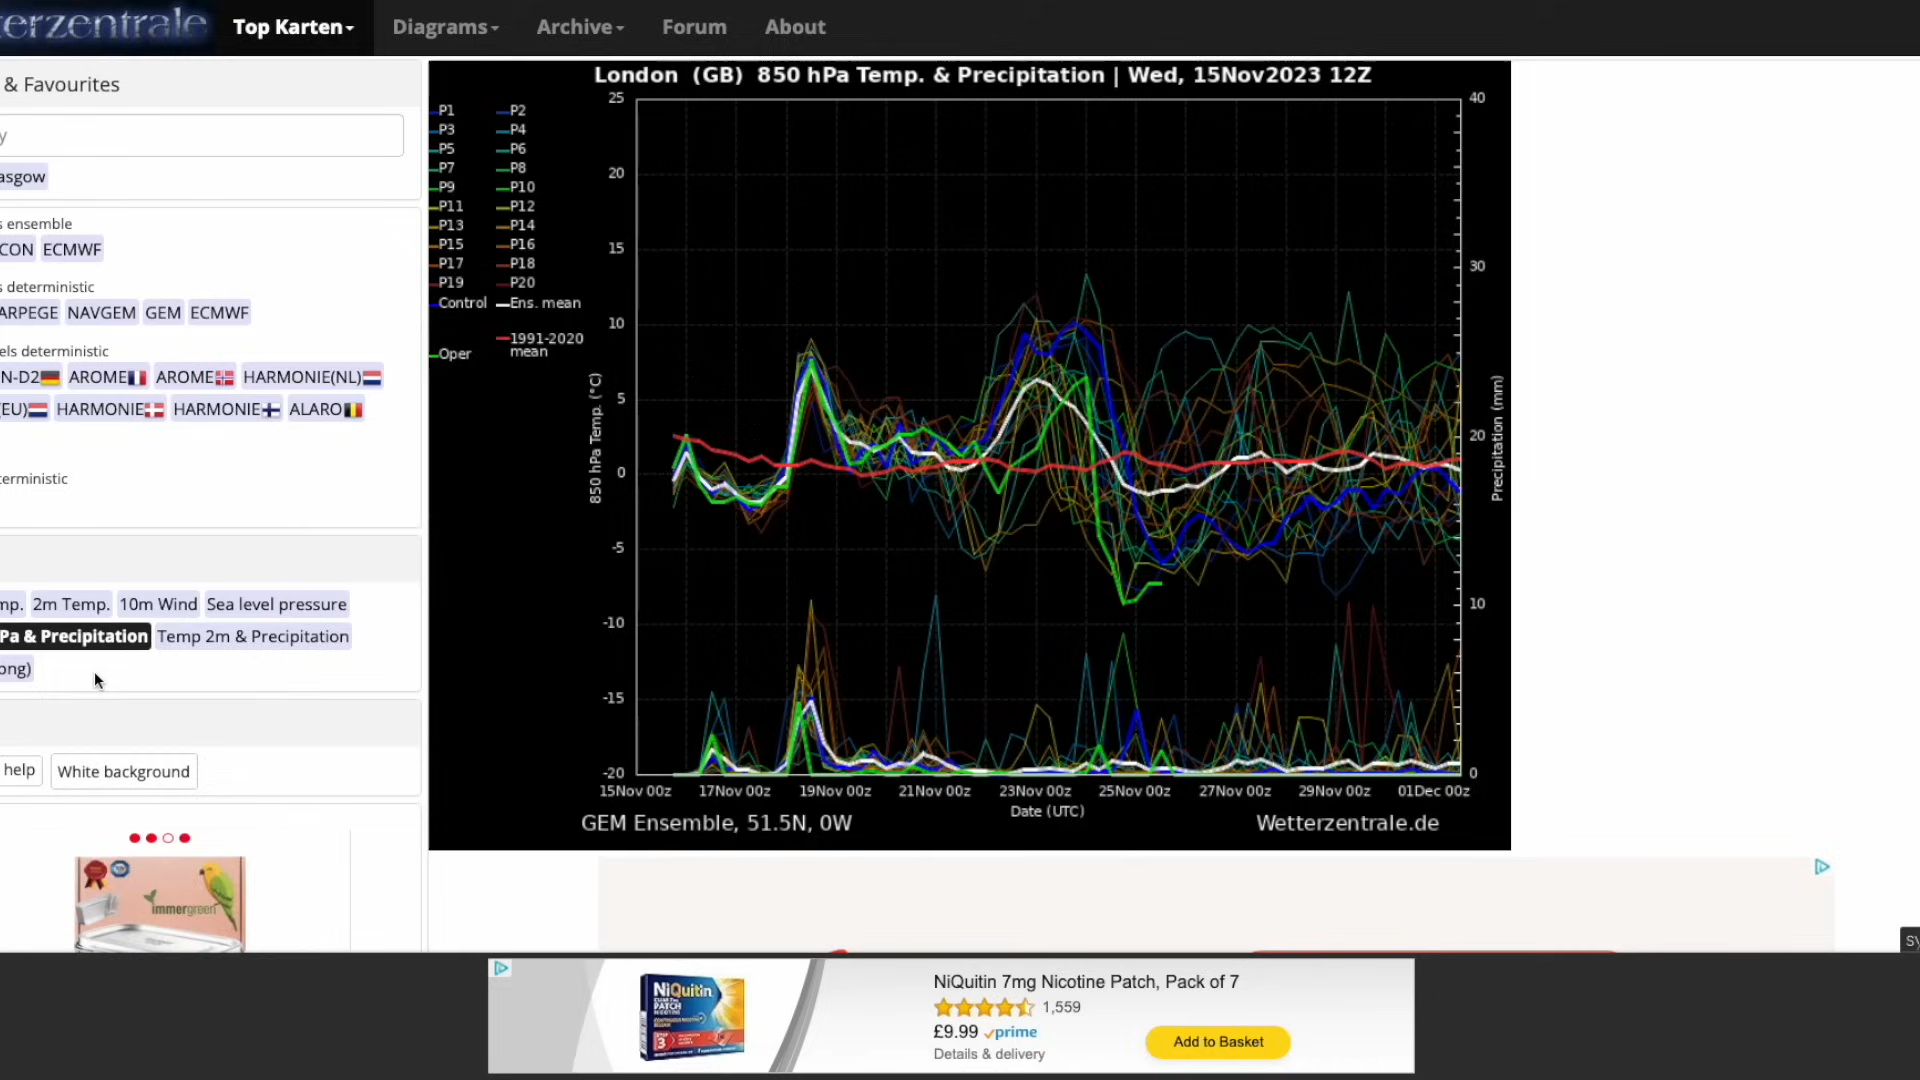 terzentrale Top Karten Diagrams Archive Forum About
& Favourites
y
asgow
s ensemble
CON ECMWF
s deterministic
ARPEGE NAVGEM GEM ECMWF
els deterministic
N-D2 AROME AROME HARMONIE(NL)
(EU) HARMONIE HARMONIE ALARO
terministic
mp. 2m Temp. 10m Wind Sea level pressure
Pa & Precipitation Temp 2m & Precipitation
ong)
help White background
immergreen
London (GB) 850 hPa Temp. & Precipitation | Wed, 15Nov2023 12Z
P1 P2
P3 P4
P5 P6
P7 P8
P9 P10
P11 P12
P13 P14
P15 P16
P17 P18
P19 P20
Control Ens. mean
1991-2020
mean
Oper
850 hPa Temp. (°C)
25
20
15
10
5
0
-5
-10
-15
-20
40
30
20
10
0
Precipitation (mm)
15Nov 00z 17Nov 00z 19Nov 00z 21Nov 00z 23Nov 00z 25Nov 00z 27Nov 00z 29Nov 00z 01Dec 00z
Date (UTC)
GEM Ensemble, 51.5N, 0W Wetterzentrale.de
sy
NiQuitin
CLEAR
PATCH
STEP
3
NiQuitin 7mg Nicotine Patch, Pack of 7
1,559
£9.99 prime
Details & delivery
Add to Basket